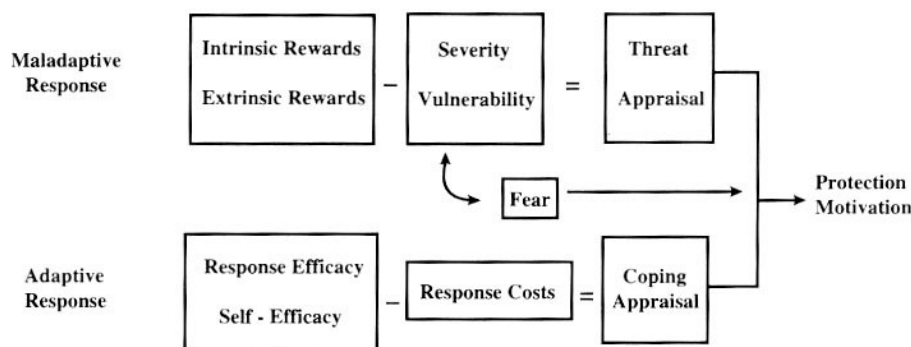 Maladaptive
Response
Intrinsic Rewards
Extrinsic Rewards
–
Severity
Vulnerability
=
Threat
Appraisal
Fear
Protection
Motivation
Adaptive
Response
Response Efficacy
Self - Efficacy
–
Response Costs
=
Coping
Appraisal